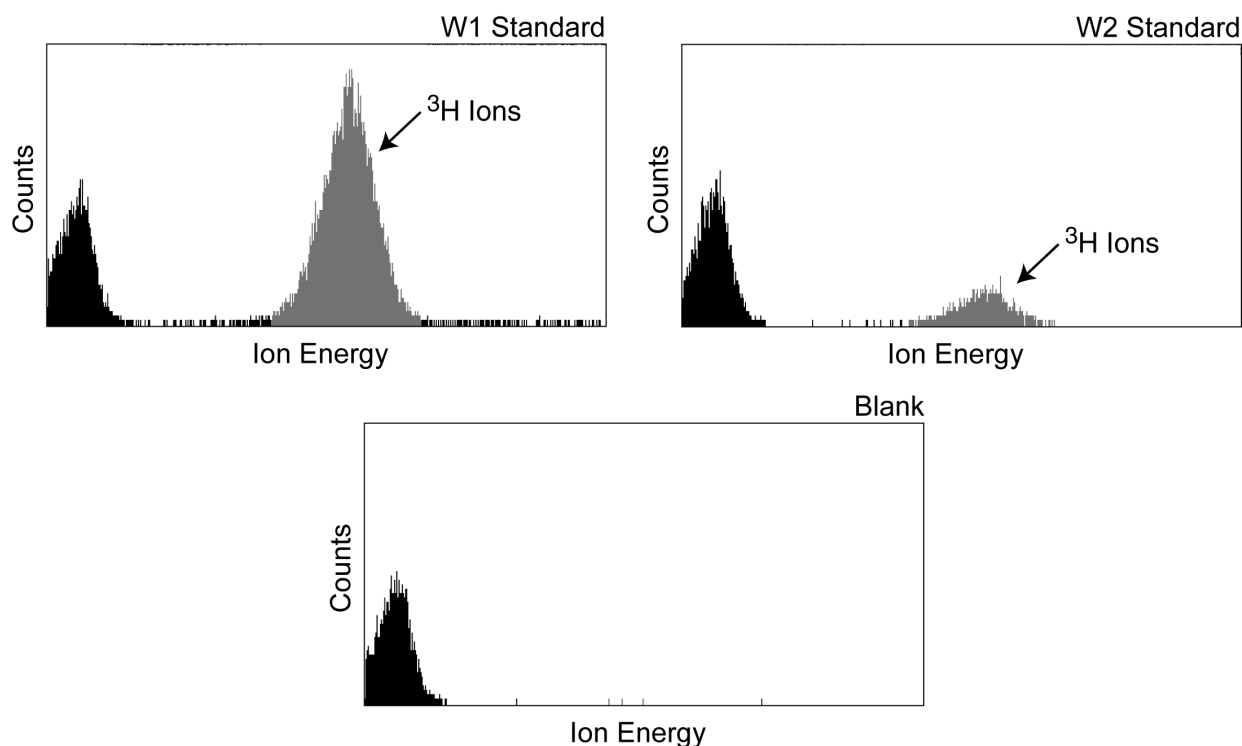 W1 Standard
Counts
³H Ions
Ion Energy
W2 Standard
Counts
³H Ions
Ion Energy
Blank
Counts
Ion Energy